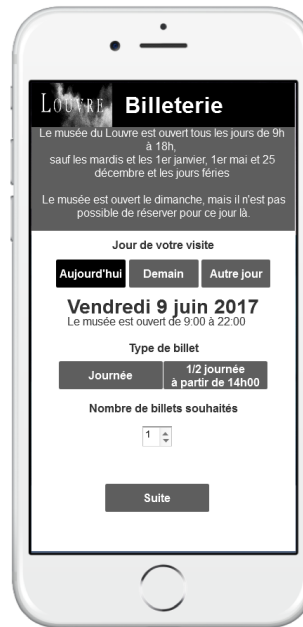 LOUVRE Billeterie
Le musée du Louvre est ouvert tous les jours de 9h
à 18h,
sauf les mardis et les 1er janvier, 1er mai et 25
décembre et les jours féries
Le musée est ouvert le dimanche, mais il n'est pas
possible de réserver pour ce jour là.
Jour de votre visite
Aujourd'hui Demain Autre jour
Vendredi 9 juin 2017
Le musée est ouvert de 9:00 à 22:00
Type de billet
Journée 1/2 journée
à partir de 14h00
Nombre de billets souhaités
1
Suite